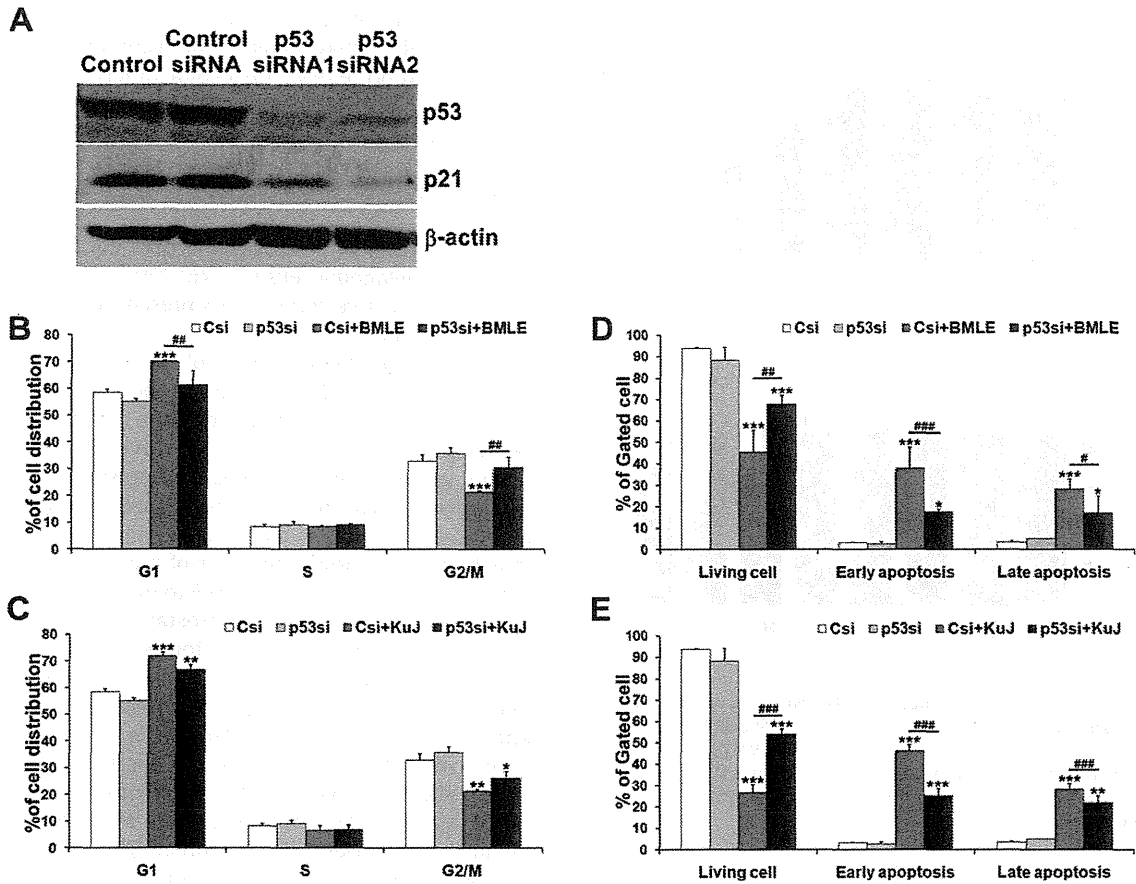 A
Control Control siRNA p53 siRNA1 p53 siRNA2
p53
p21
β-actin
B
Csi p53si Csi+BMLE p53si+BMLE
%of cell distribution
80
70
60
50
40
30
20
10
0
*** ##
*** ##
G1 S G2/M
C
Csi p53si Csi+KuJ p53si+KuJ
%of cell distribution
80
70
60
50
40
30
20
10
0
*** **
** *
G1 S G2/M
D
Csi p53si Csi+BMLE p53si+BMLE
% of Gated cell
100
90
80
70
60
50
40
30
20
10
0
*** ## ***
*** ### *
*** # *
Living cell Early apoptosis Late apoptosis
E
Csi p53si Csi+KuJ p53si+KuJ
% of Gated cell
100
90
80
70
60
50
40
30
20
10
0
*** ### ***
*** ### ***
*** ### **
Living cell Early apoptosis Late apoptosis